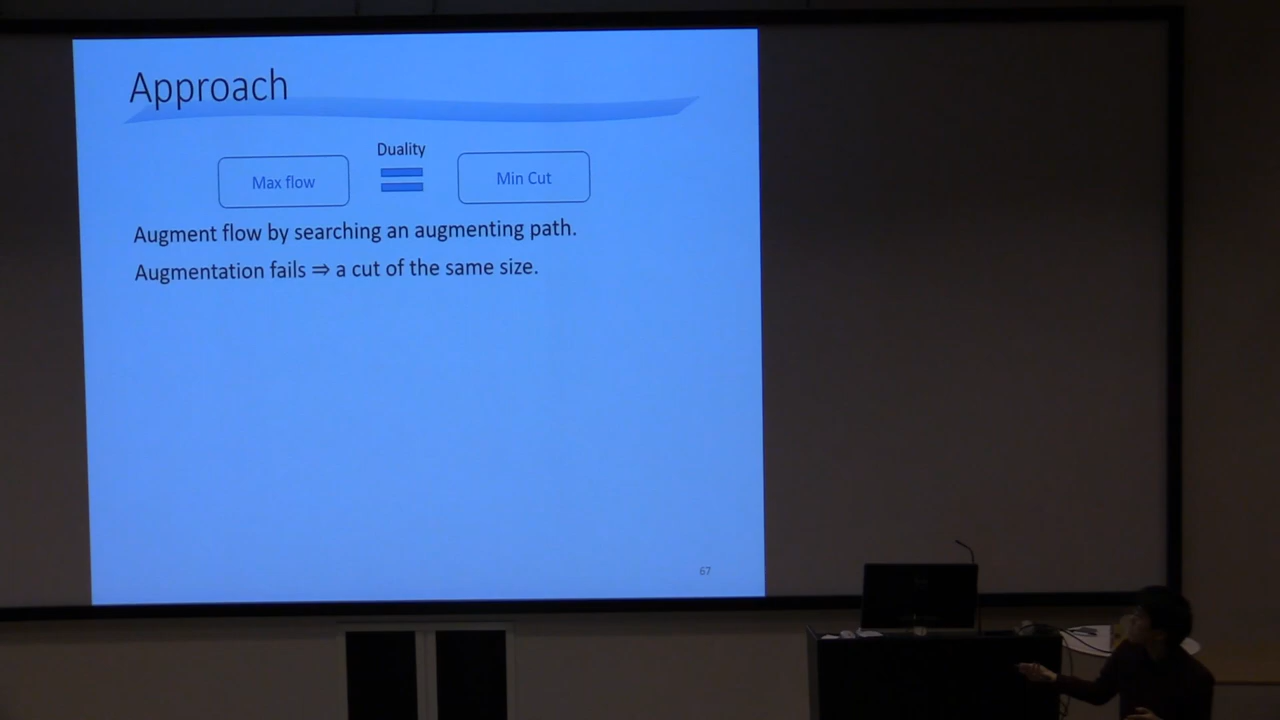 Approach
Duality
Max flow
Min Cut
Augment flow by searching an augmenting path.
Augmentation fails ⇒ a cut of the same size.
67